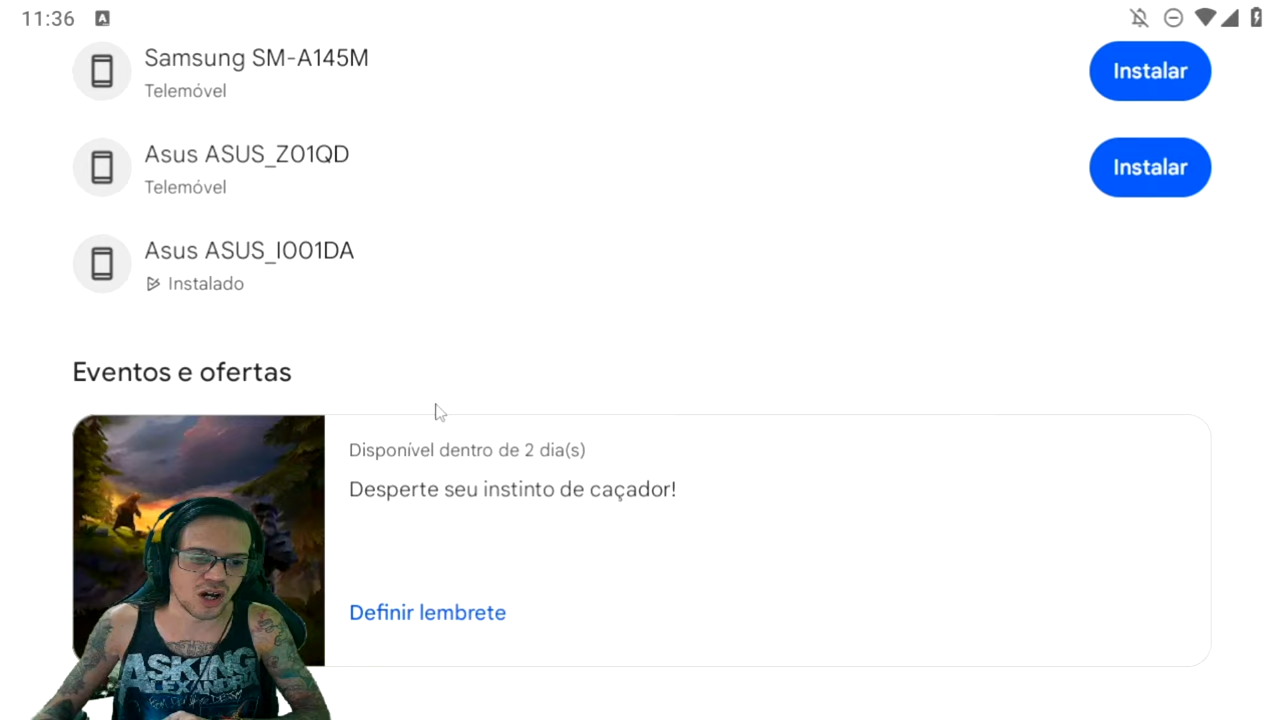 11:36
Samsung SM-A145M
Telemóvel
Instalar
Asus ASUS_Z01QD
Telemóvel
Instalar
Asus ASUS_I001DA
Instalado
Eventos e ofertas
Disponível dentro de 2 dia(s)
Desperte seu instinto de caçador!
Definir lembrete
ASKING
ALEXANDRIA